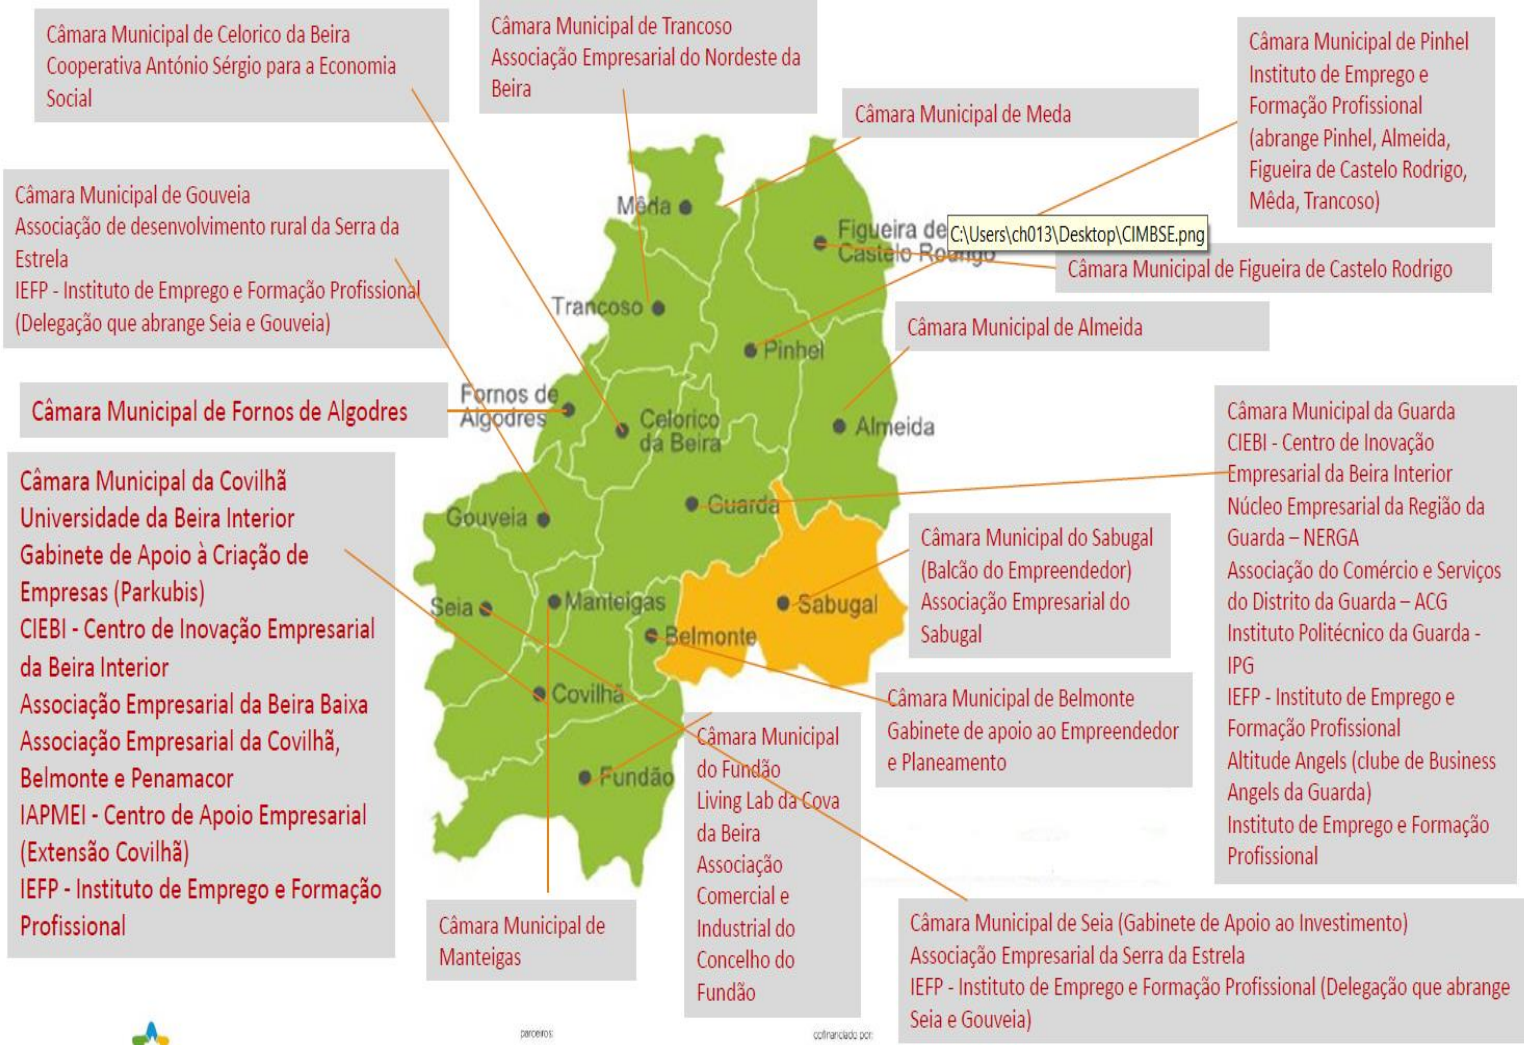 Câmara Municipal de Celorico da Beira
Cooperativa António Sérgio para a Economia
Social
Câmara Municipal de Trancoso
Associação Empresarial do Nordeste da
Beira
Câmara Municipal de Meda
Câmara Municipal de Pinhel
Instituto de Emprego e
Formação Profissional
(abrange Pinhel, Almeida,
Figueira de Castelo Rodrigo,
Mêda, Trancoso)
Câmara Municipal de Gouveia
Associação de desenvolvimento rural da Serra da
Estrela
IEFP - Instituto de Emprego e Formação Profissional
(Delegação que abrange Seia e Gouveia)
Mêda
Figueira de
Castelo Rodrigo
C:\Users\ch013\Desktop\CIMBSE.png
Câmara Municipal de Figueira de Castelo Rodrigo
Trancoso
Câmara Municipal de Almeida
Pinhel
Câmara Municipal de Fornos de Algodres
Fornos de
Algodres
Celorico
da Beira
Almeida
Câmara Municipal da Guarda
CIEBI - Centro de Inovação
Empresarial da Beira Interior
Núcleo Empresarial da Região da
Guarda – NERGA
Associação do Comércio e Serviços
do Distrito da Guarda – ACG
Instituto Politécnico da Guarda -
IPG
IEFP - Instituto de Emprego e
Formação Profissional
Altitude Angels (clube de Business
Angels da Guarda)
Instituto de Emprego e Formação
Profissional
Câmara Municipal da Covilhã
Universidade da Beira Interior
Gabinete de Apoio à Criação de
Empresas (Parkubis)
CIEBI - Centro de Inovação Empresarial
da Beira Interior
Associação Empresarial da Beira Baixa
Associação Empresarial da Covilhã,
Belmonte e Penamacor
IAPMEI - Centro de Apoio Empresarial
(Extensão Covilhã)
IEFP - Instituto de Emprego e Formação
Profissional
Gouveia
Guarda
Câmara Municipal do Sabugal
(Balcão do Empreendedor)
Associação Empresarial do
Sabugal
Seia
Manteigas
Sabugal
Belmonte
Covilhã
Câmara Municipal de Belmonte
Gabinete de apoio ao Empreendedor
e Planeamento
Fundão
Câmara Municipal
do Fundão
Living Lab da Cova
da Beira
Associação
Comercial e
Industrial do
Concelho do
Fundão
Câmara Municipal de
Manteigas
Câmara Municipal de Seia (Gabinete de Apoio ao Investimento)
Associação Empresarial da Serra da Estrela
IEFP - Instituto de Emprego e Formação Profissional (Delegação que abrange
Seia e Gouveia)
parceiros:
cofinanciado por: